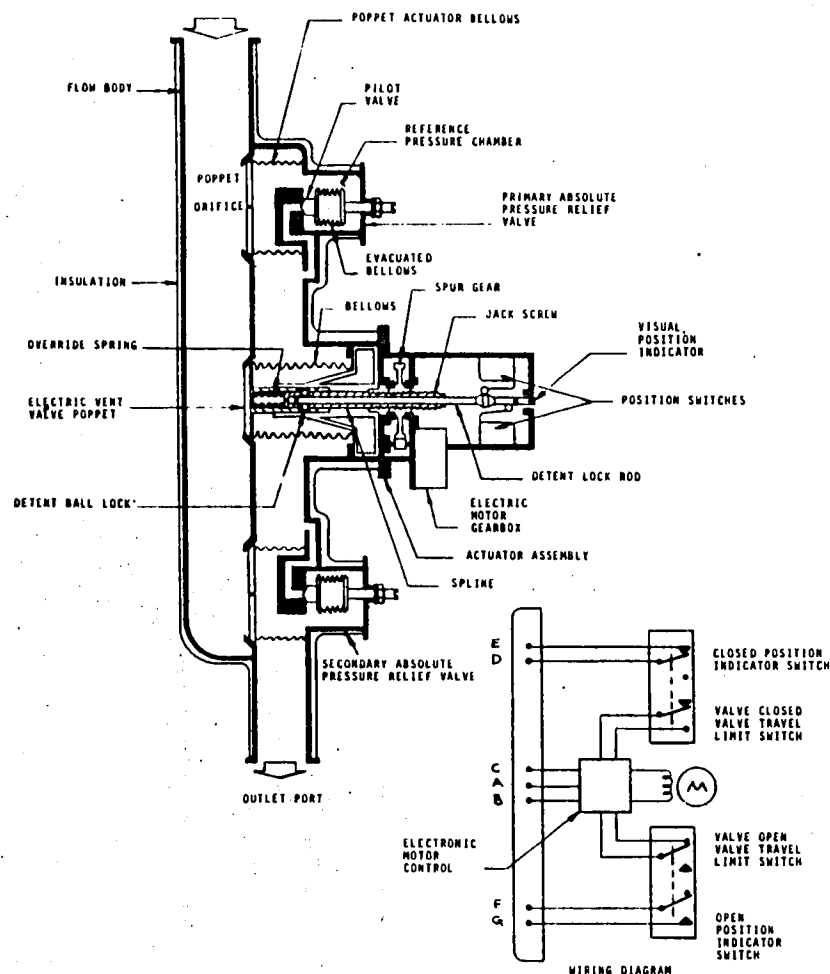 POPPET ACTUATOR BELLOWS
FLOW BODY
PILOT
VALVE
REFERENCE
PRESSURE CHAMBER
POPPET
ORIFICE
PRIMARY ABSOLUTE
PRESSURE RELIEF
VALVE
EVACUATED
BELLOWS
INSULATION
BELLOWS
SPUR GEAR
JACK SCREW
VISUAL
POSITION
INDICATOR
OVERRIDE SPRING
ELECTRIC VENT
VALVE POPPET
POSITION SWITCHES
DETENT BALL LOCK
DETENT LOCK ROD
ELECTRIC
MOTOR
GEARBOX
ACTUATOR ASSEMBLY
SPLINE
SECONDARY ABSOLUTE
PRESSURE RELIEF VALVE
OUTLET PORT
E
D
CLOSED POSITION
INDICATOR SWITCH
VALVE CLOSED
VALVE TRAVEL
LIMIT SWITCH
C
A
B
M
ELECTRONIC
MOTOR
CONTROL
VALVE OPEN
VALVE TRAVEL
LIMIT SWITCH
F
G
OPEN
POSITION
INDICATOR
SWITCH
WIRING DIAGRAM